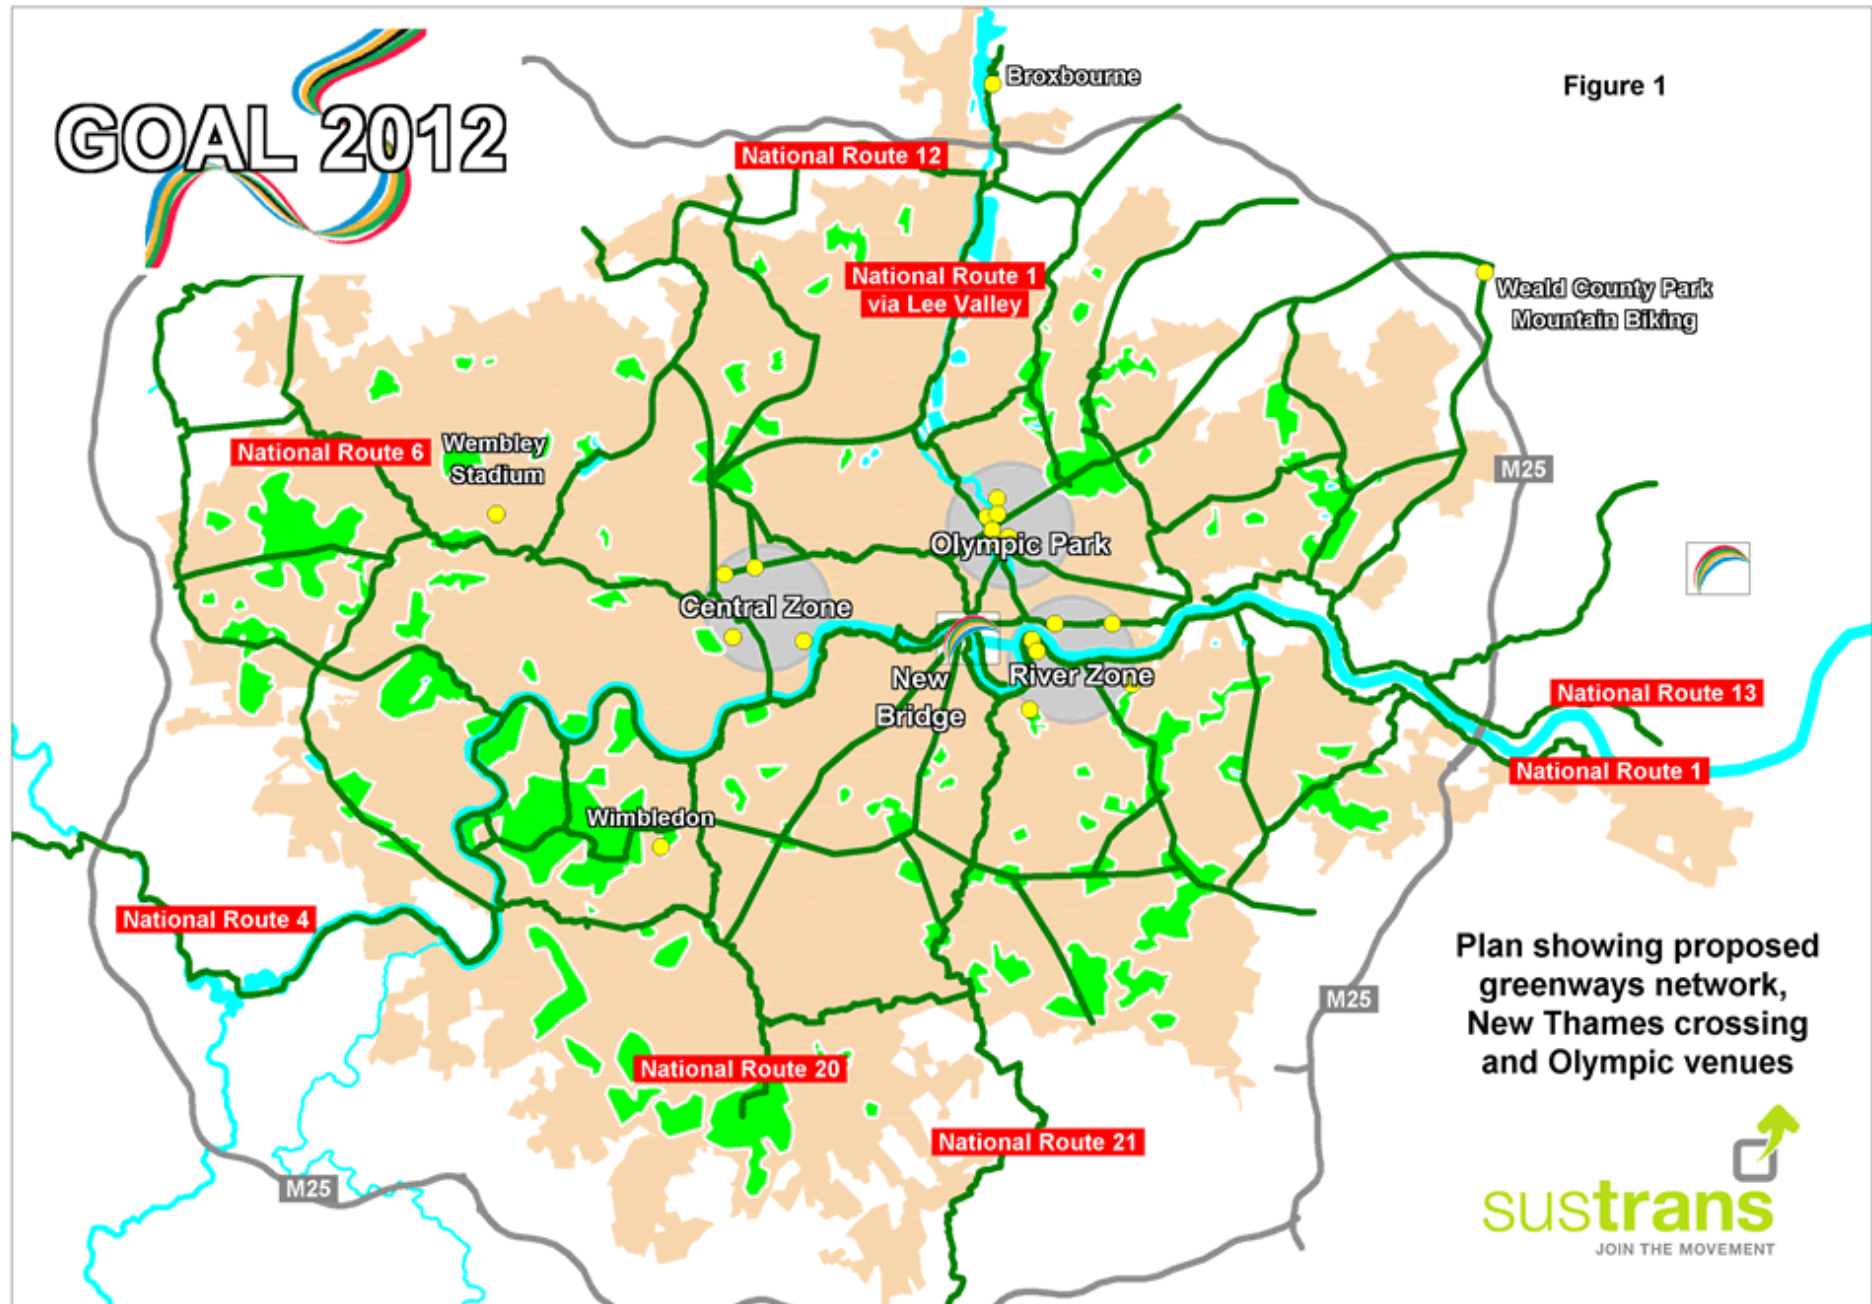 GOAL 2012
Figure 1
Broxbourne
National Route 12
National Route 1
via Lee Valley
Weald County Park
Mountain Biking
National Route 6
Wembley
Stadium
M25
Olympic Park
Central Zone
New
Bridge
River Zone
National Route 13
National Route 1
Wimbledon
National Route 4
Plan showing proposed
greenways network,
New Thames crossing
and Olympic venues
M25
National Route 20
National Route 21
M25
sustrans
JOIN THE MOVEMENT